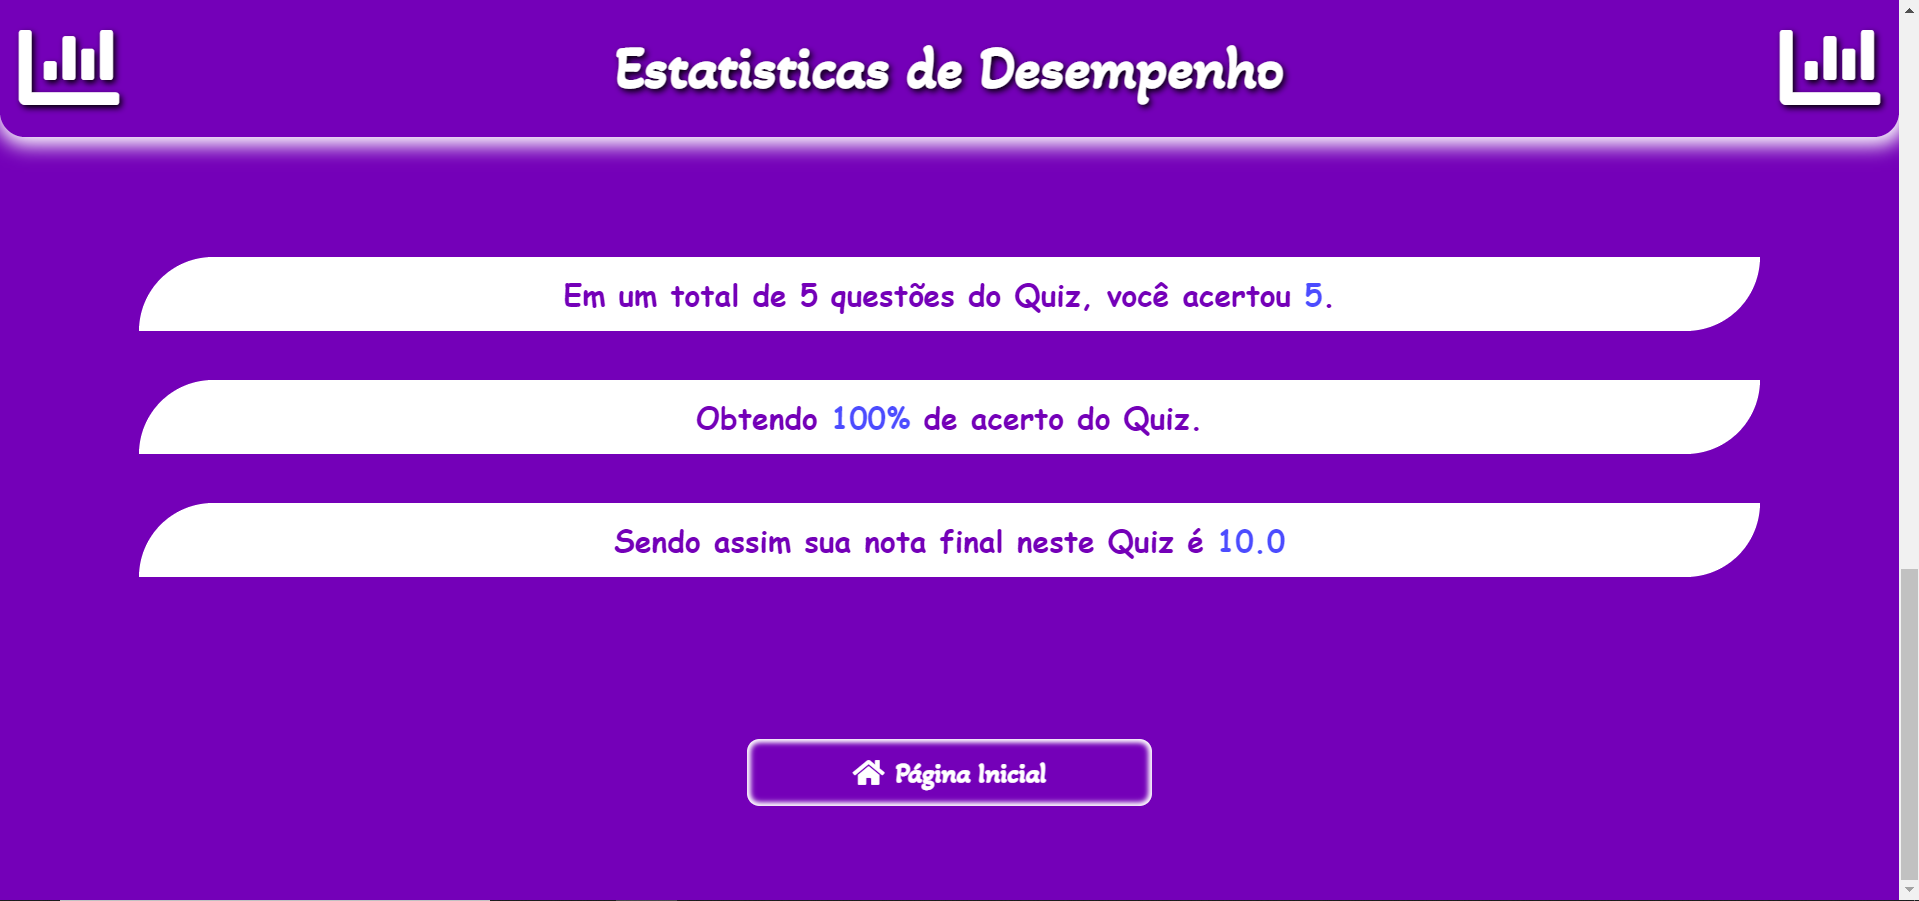 Estatisticas de Desempenho
Em um total de 5 questões do Quiz, você acertou 5.
Obtendo 100% de acerto do Quiz.
Sendo assim sua nota final neste Quiz é 10.0
Página Inicial